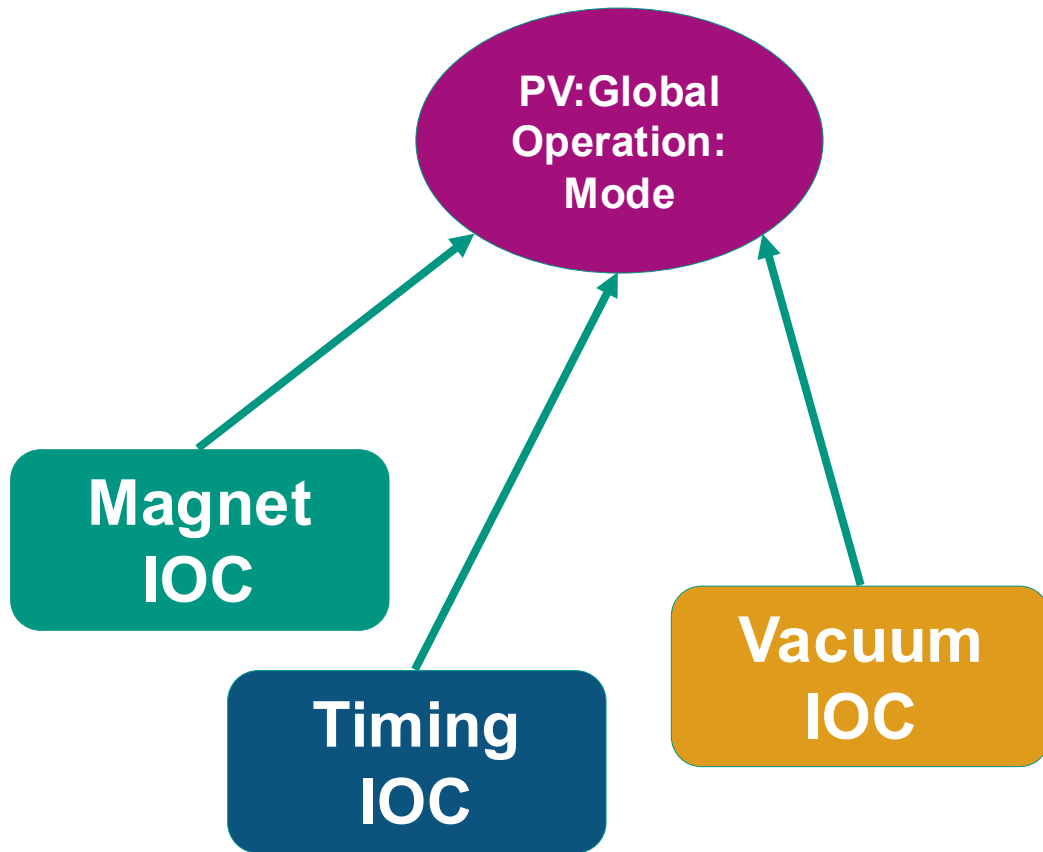 PV:Global
Operation:
Mode
Magnet
IOC
Timing
IOC
Vacuum
IOC